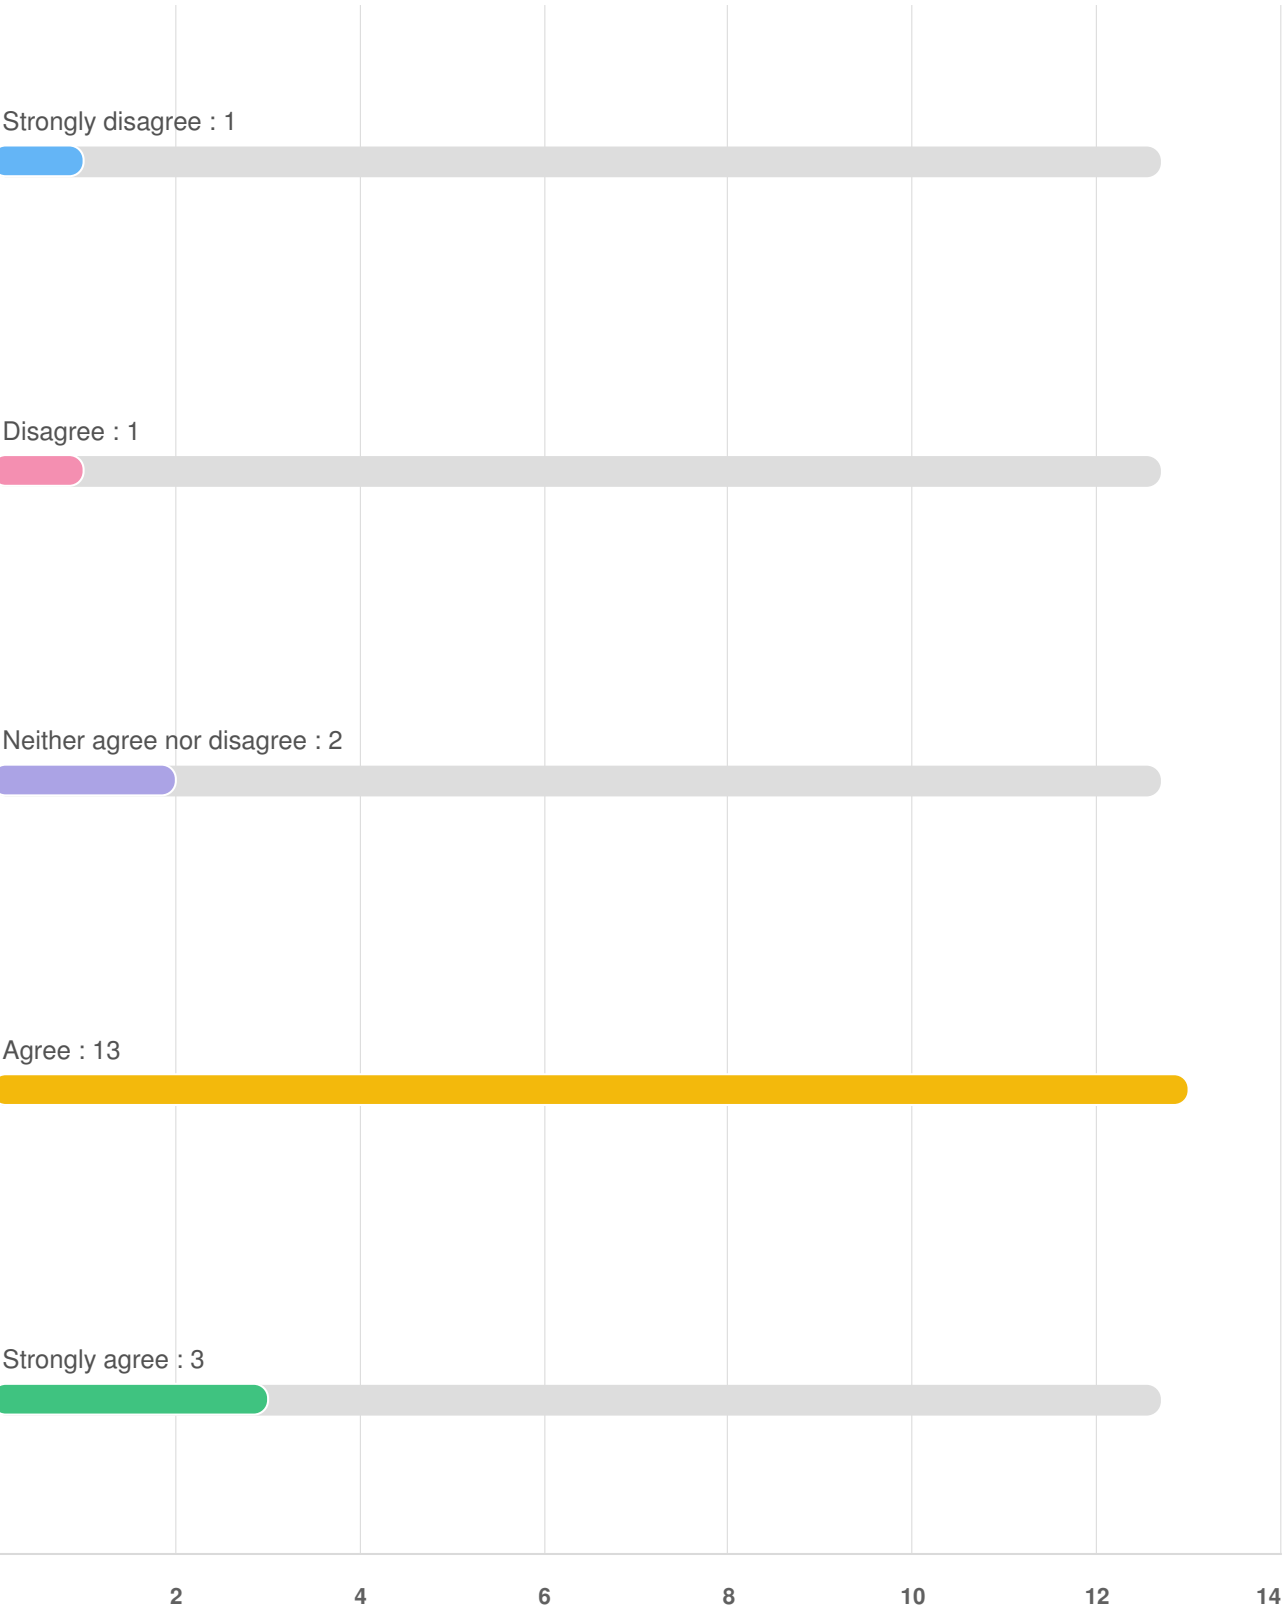 Strongly disagree : 1
Disagree : 1
Neither agree nor disagree : 2
Agree : 13
Strongly agree : 3
2 4 6 8 10 12 14